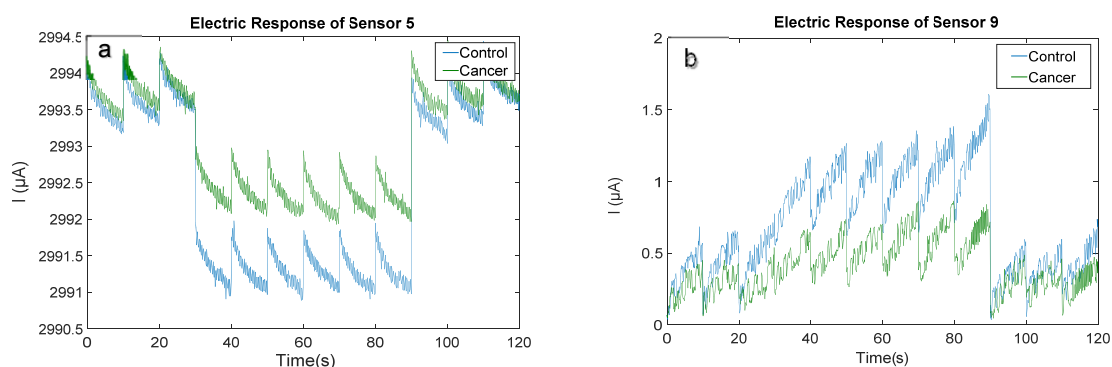 Electric Response of Sensor 5
a
Control
Cancer
2994.5
2994
2993.5
2993
2992.5
2992
2991.5
2991
2990.5
I (µA)
0 20 40 60 80 100 120
Time(s)
Electric Response of Sensor 9
b
Control
Cancer
2
1.5
1
0.5
0
I (µA)
0 20 40 60 80 100 120
Time(s)